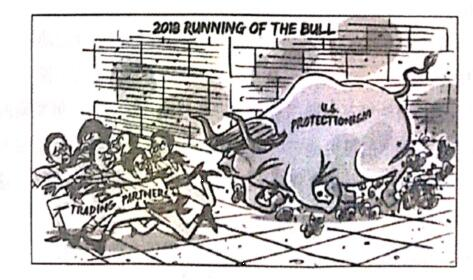 2018 RUNNING OF THE BULL
U.S.
PROTECTIONISM
TRADING PARTNERS